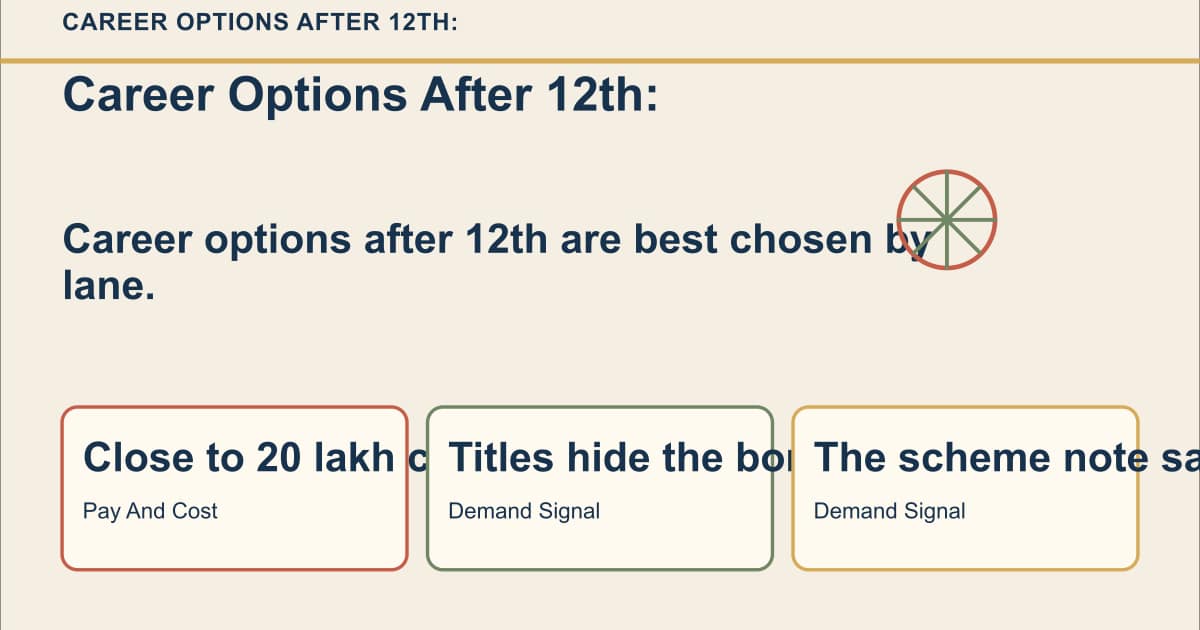 CAREER OPTIONS AFTER 12TH:
Career Options After 12th:
Career options after 12th are best chosen by
lane.
Close to 20 lakh c
Pay And Cost
Titles hide the
Demand Signal
The scheme note
Demand Signal